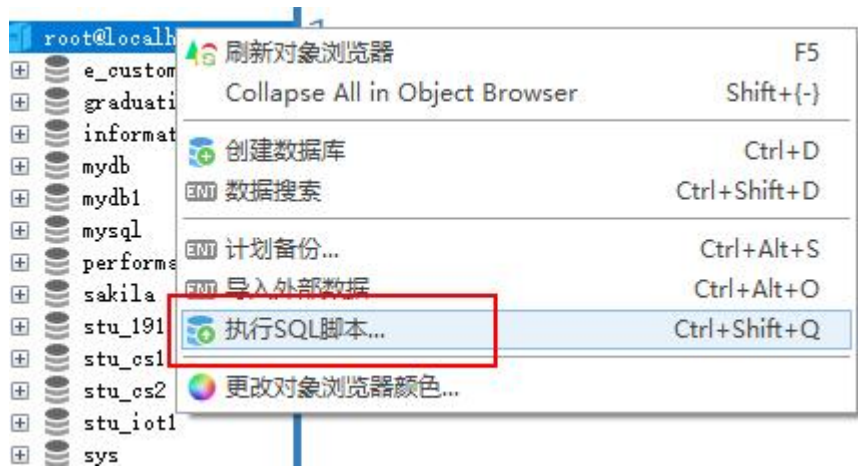 root@localh
e_custom
graduati
informat
mydb
mydb1
mysql
performa
sakila
stu_191
stu_cs1
stu_cs2
stu_iot1
sys
刷新对象浏览器 F5
Collapse All in Object Browser Shift+{-}
创建数据库 Ctrl+D
ENT 数据搜索 Ctrl+Shift+D
ENT 计划备份... Ctrl+Alt+S
ENT 导入外部数据 Ctrl+Alt+O
执行SQL脚本... Ctrl+Shift+Q
更改对象浏览器颜色...